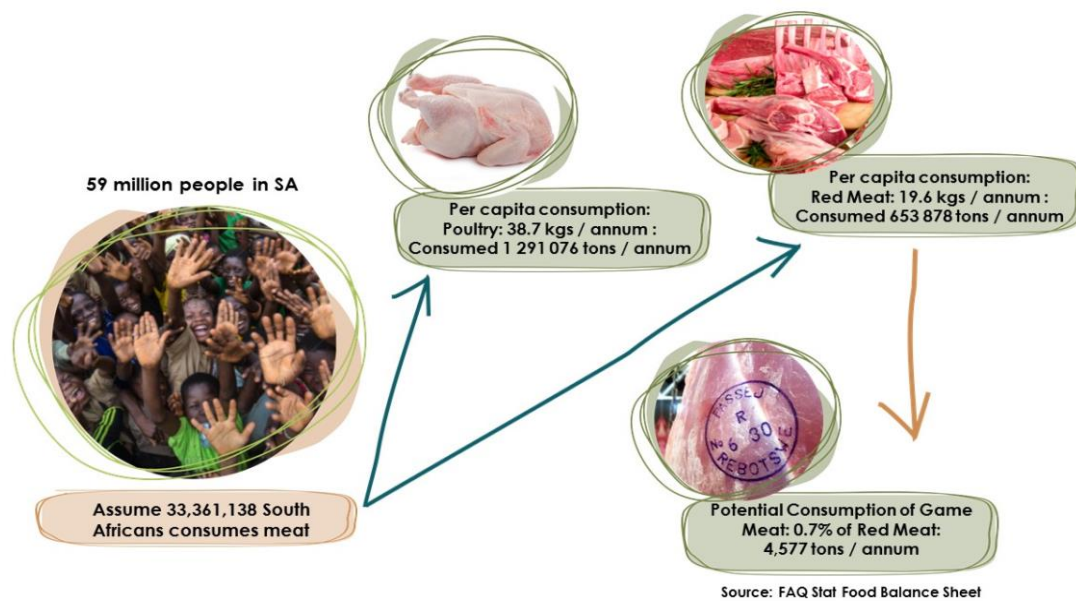 59 million people in SA
Assume 33,361,138 South
Africans consumes meat
Per capita consumption:
Poultry: 38.7 kgs / annum :
Consumed 1 291 076 tons / annum
Per capita consumption:
Red Meat: 19.6 kgs / annum :
Consumed 653 878 tons / annum
PASSED
R
No 6 30
REBOTSWE
Potential Consumption of Game
Meat: 0.7% of Red Meat:
4,577 tons / annum
Source: FAQ Stat Food Balance Sheet